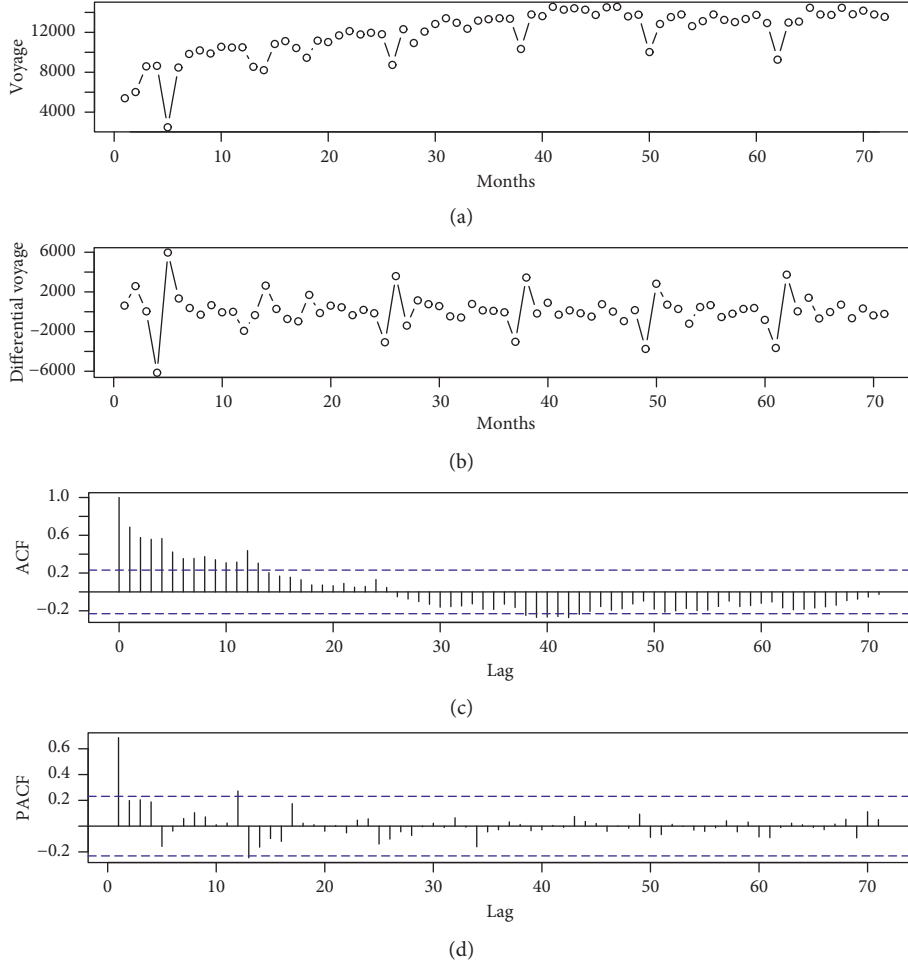 Voyage
12000
8000
4000
0 10 20 30 40 50 60 70
Months
(a)
Differential voyage
6000
2000
−2000
−6000
0 10 20 30 40 50 60 70
Months
(b)
ACF
1.0
0.6
0.2
−0.2
0 10 20 30 40 50 60 70
Lag
(c)
PACF
0.6
0.4
0.2
−0.2
0 10 20 30 40 50 60 70
Lag
(d)